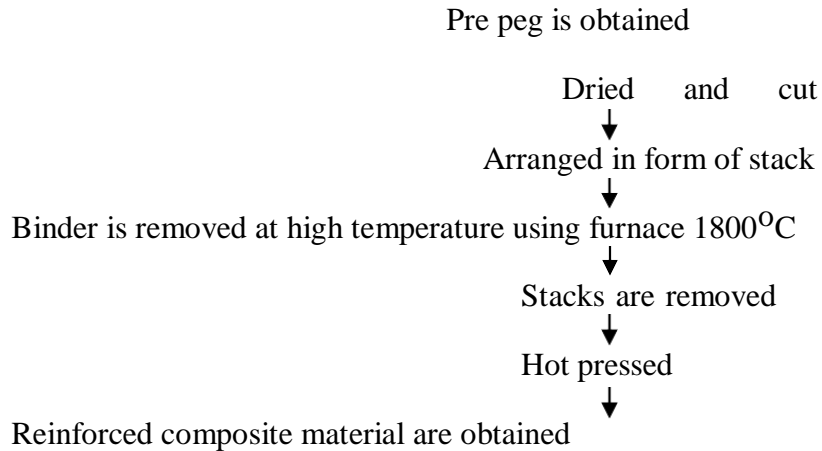 Pre peg is obtained
Dried and cut
Arranged in form of stack
Binder is removed at high temperature using furnace 1800ºC
Stacks are removed
Hot pressed
Reinforced composite material are obtained